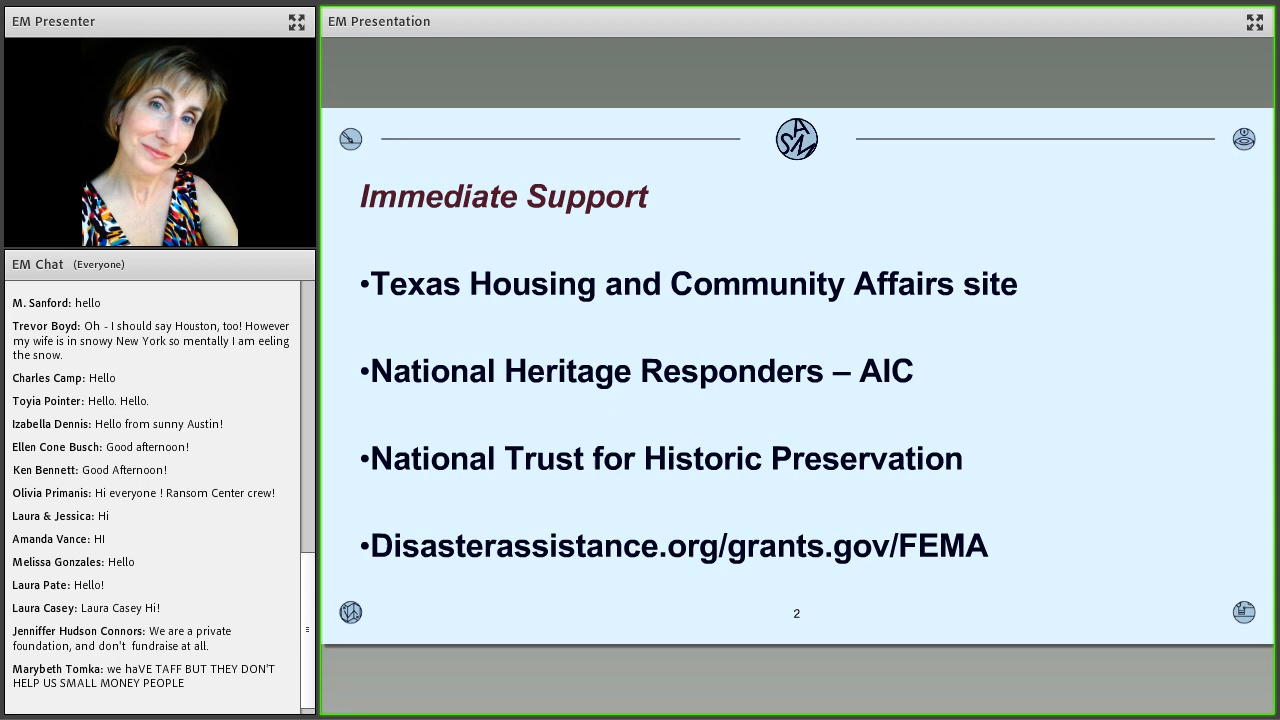 EM Presenter
EM Chat (Everyone)
M. Sanford: hello
Trevor Boyd: Oh - I should say Houston, too! However
my wife is in snowy New York so mentally I am eeling
the snow.
Charles Camp: Hello
Toyia Pointer: Hello. Hello.
Izabella Dennis: Hello from sunny Austin!
Ellen Cone Busch: Good afternoon!
Ken Bennett: Good Afternoon!
Olivia Primanis: Hi everyone ! Ransom Center crew!
Laura & Jessica: Hi
Amanda Vance: HI
Melissa Gonzales: Hello
Laura Pate: Hello!
Laura Casey: Laura Casey Hi!
Jenniffer Hudson Connors: We are a private
foundation, and don't fundraise at all.
Marybeth Tomka: we haVE TAFF BUT THEY DON'T
HELP US SMALL MONEY PEOPLE
EM Presentation
ASM
Immediate Support
•Texas Housing and Community Affairs site
•National Heritage Responders – AIC
•National Trust for Historic Preservation
•Disasterassistance.org/grants.gov/FEMA
2